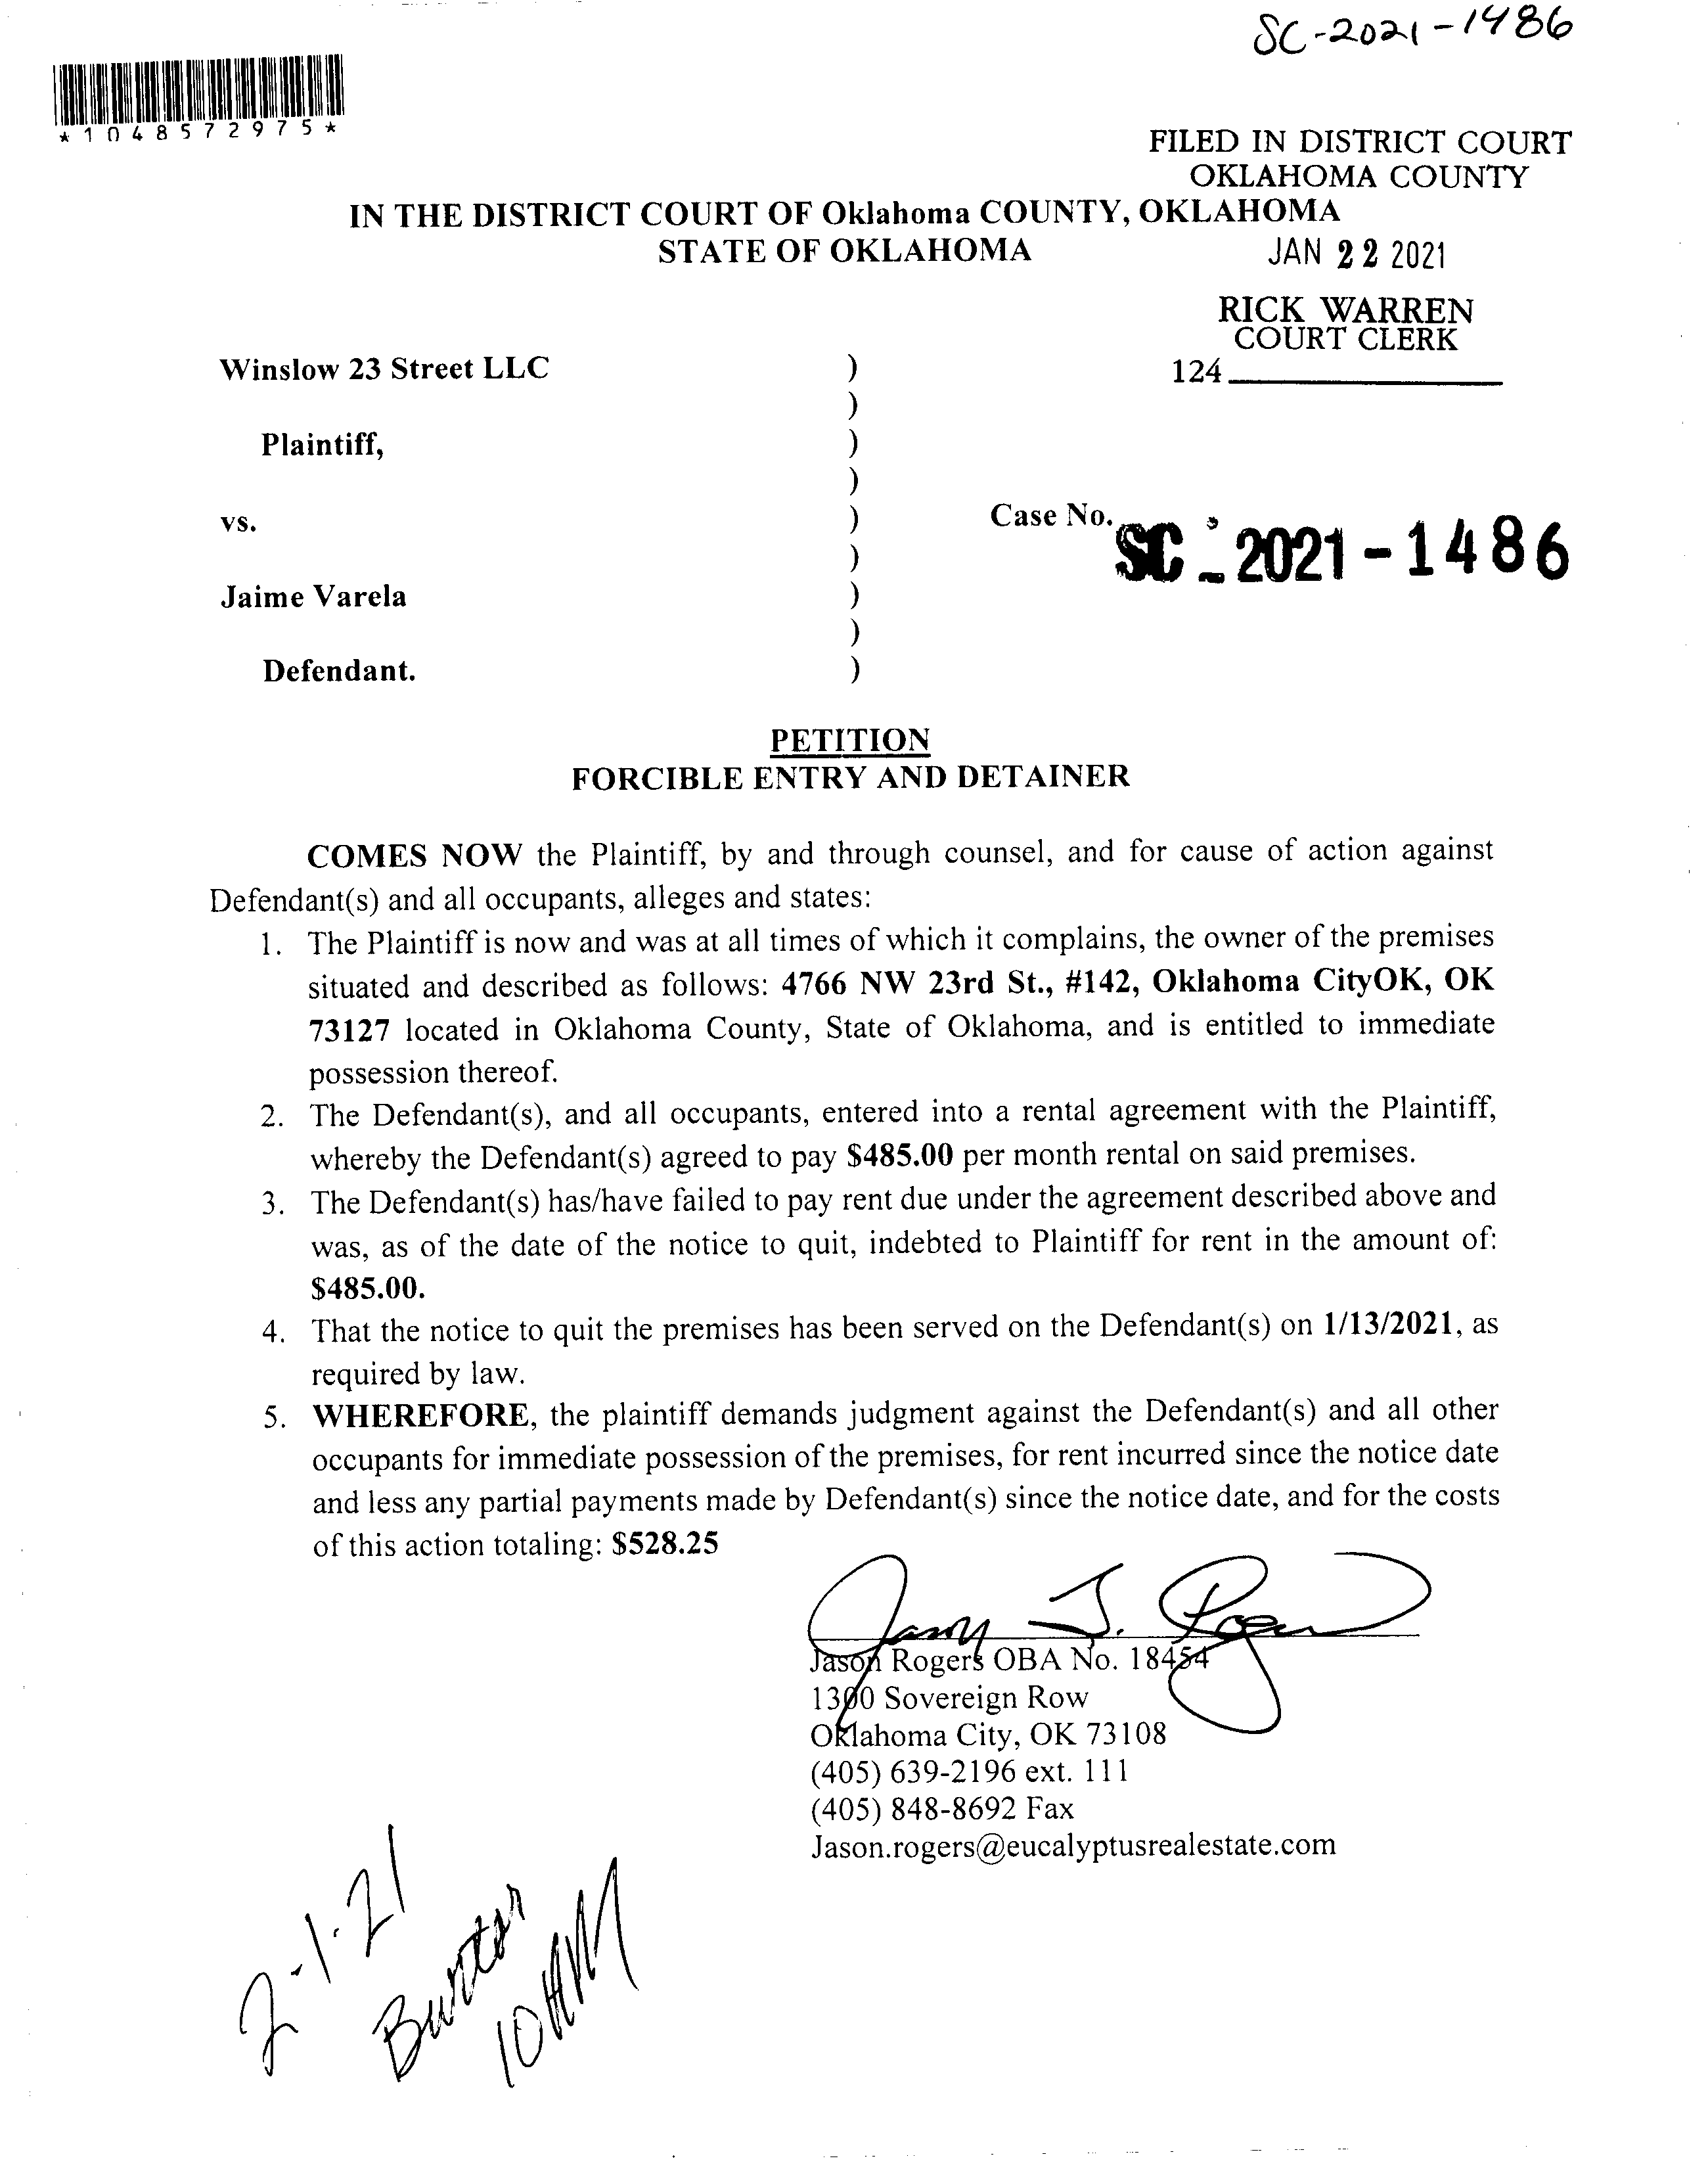 SC-2021-1486
*1048572975*
FILED IN DISTRICT COURT
OKLAHOMA COUNTY
IN THE DISTRICT COURT OF Oklahoma COUNTY, OKLAHOMA
STATE OF OKLAHOMA
JAN 22 2021
RICK WARREN
COURT CLERK
124
Winslow 23 Street LLC )
)
Plaintiff, )
)
vs. )
Case No. SC-2021-1486
)
Jaime Varela )
)
Defendant. )
PETITION
FORCIBLE ENTRY AND DETAINER
COMES NOW the Plaintiff, by and through counsel, and for cause of action against
Defendant(s) and all occupants, alleges and states:
1. The Plaintiff is now and was at all times of which it complains, the owner of the premises
situated and described as follows: 4766 NW 23rd St., #142, Oklahoma CityOK, OK
73127 located in Oklahoma County, State of Oklahoma, and is entitled to immediate
possession thereof.
2. The Defendant(s), and all occupants, entered into a rental agreement with the Plaintiff,
whereby the Defendant(s) agreed to pay $485.00 per month rental on said premises.
3. The Defendant(s) has/have failed to pay rent due under the agreement described above and
was, as of the date of the notice to quit, indebted to Plaintiff for rent in the amount of:
$485.00.
4. That the notice to quit the premises has been served on the Defendant(s) on 1/13/2021, as
required by law.
5. WHEREFORE, the plaintiff demands judgment against the Defendant(s) and all other
occupants for immediate possession of the premises, for rent incurred since the notice date
and less any partial payments made by Defendant(s) since the notice date, and for the costs
of this action totaling: $528.25
Jason Rogers OBA No. 18454
1300 Sovereign Row
Oklahoma City, OK 73108
(405) 639-2196 ext. 111
(405) 848-8692 Fax
Jason.rogers@eucalyptusrealestate.com
2-1-21
10 AM